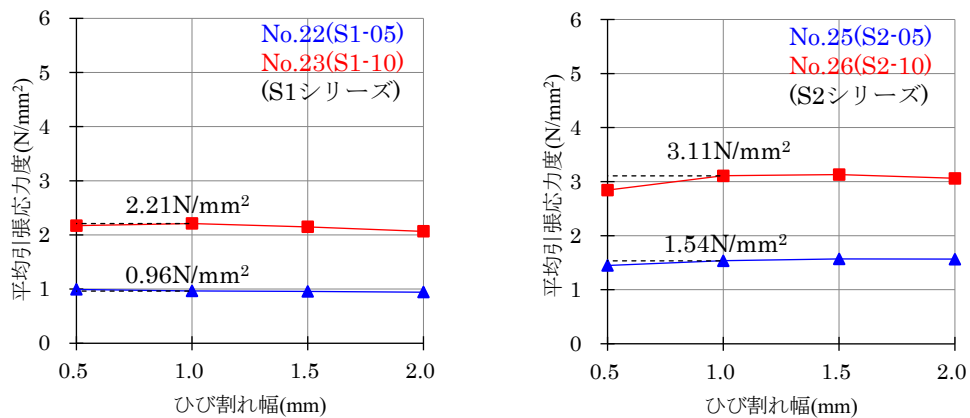 6
5
4
3
2
1
0
平均引張応力度(N/mm²)
No.22(S1-05)
No.23(S1-10)
(S1シリーズ)
2.21N/mm²
0.96N/mm²
0.5 1.0 1.5 2.0
ひび割れ幅(mm)
6
5
4
3
2
1
0
平均引張応力度(N/mm²)
No.25(S2-05)
No.26(S2-10)
(S2シリーズ)
3.11N/mm²
1.54N/mm²
0.5 1.0 1.5 2.0
ひび割れ幅(mm)